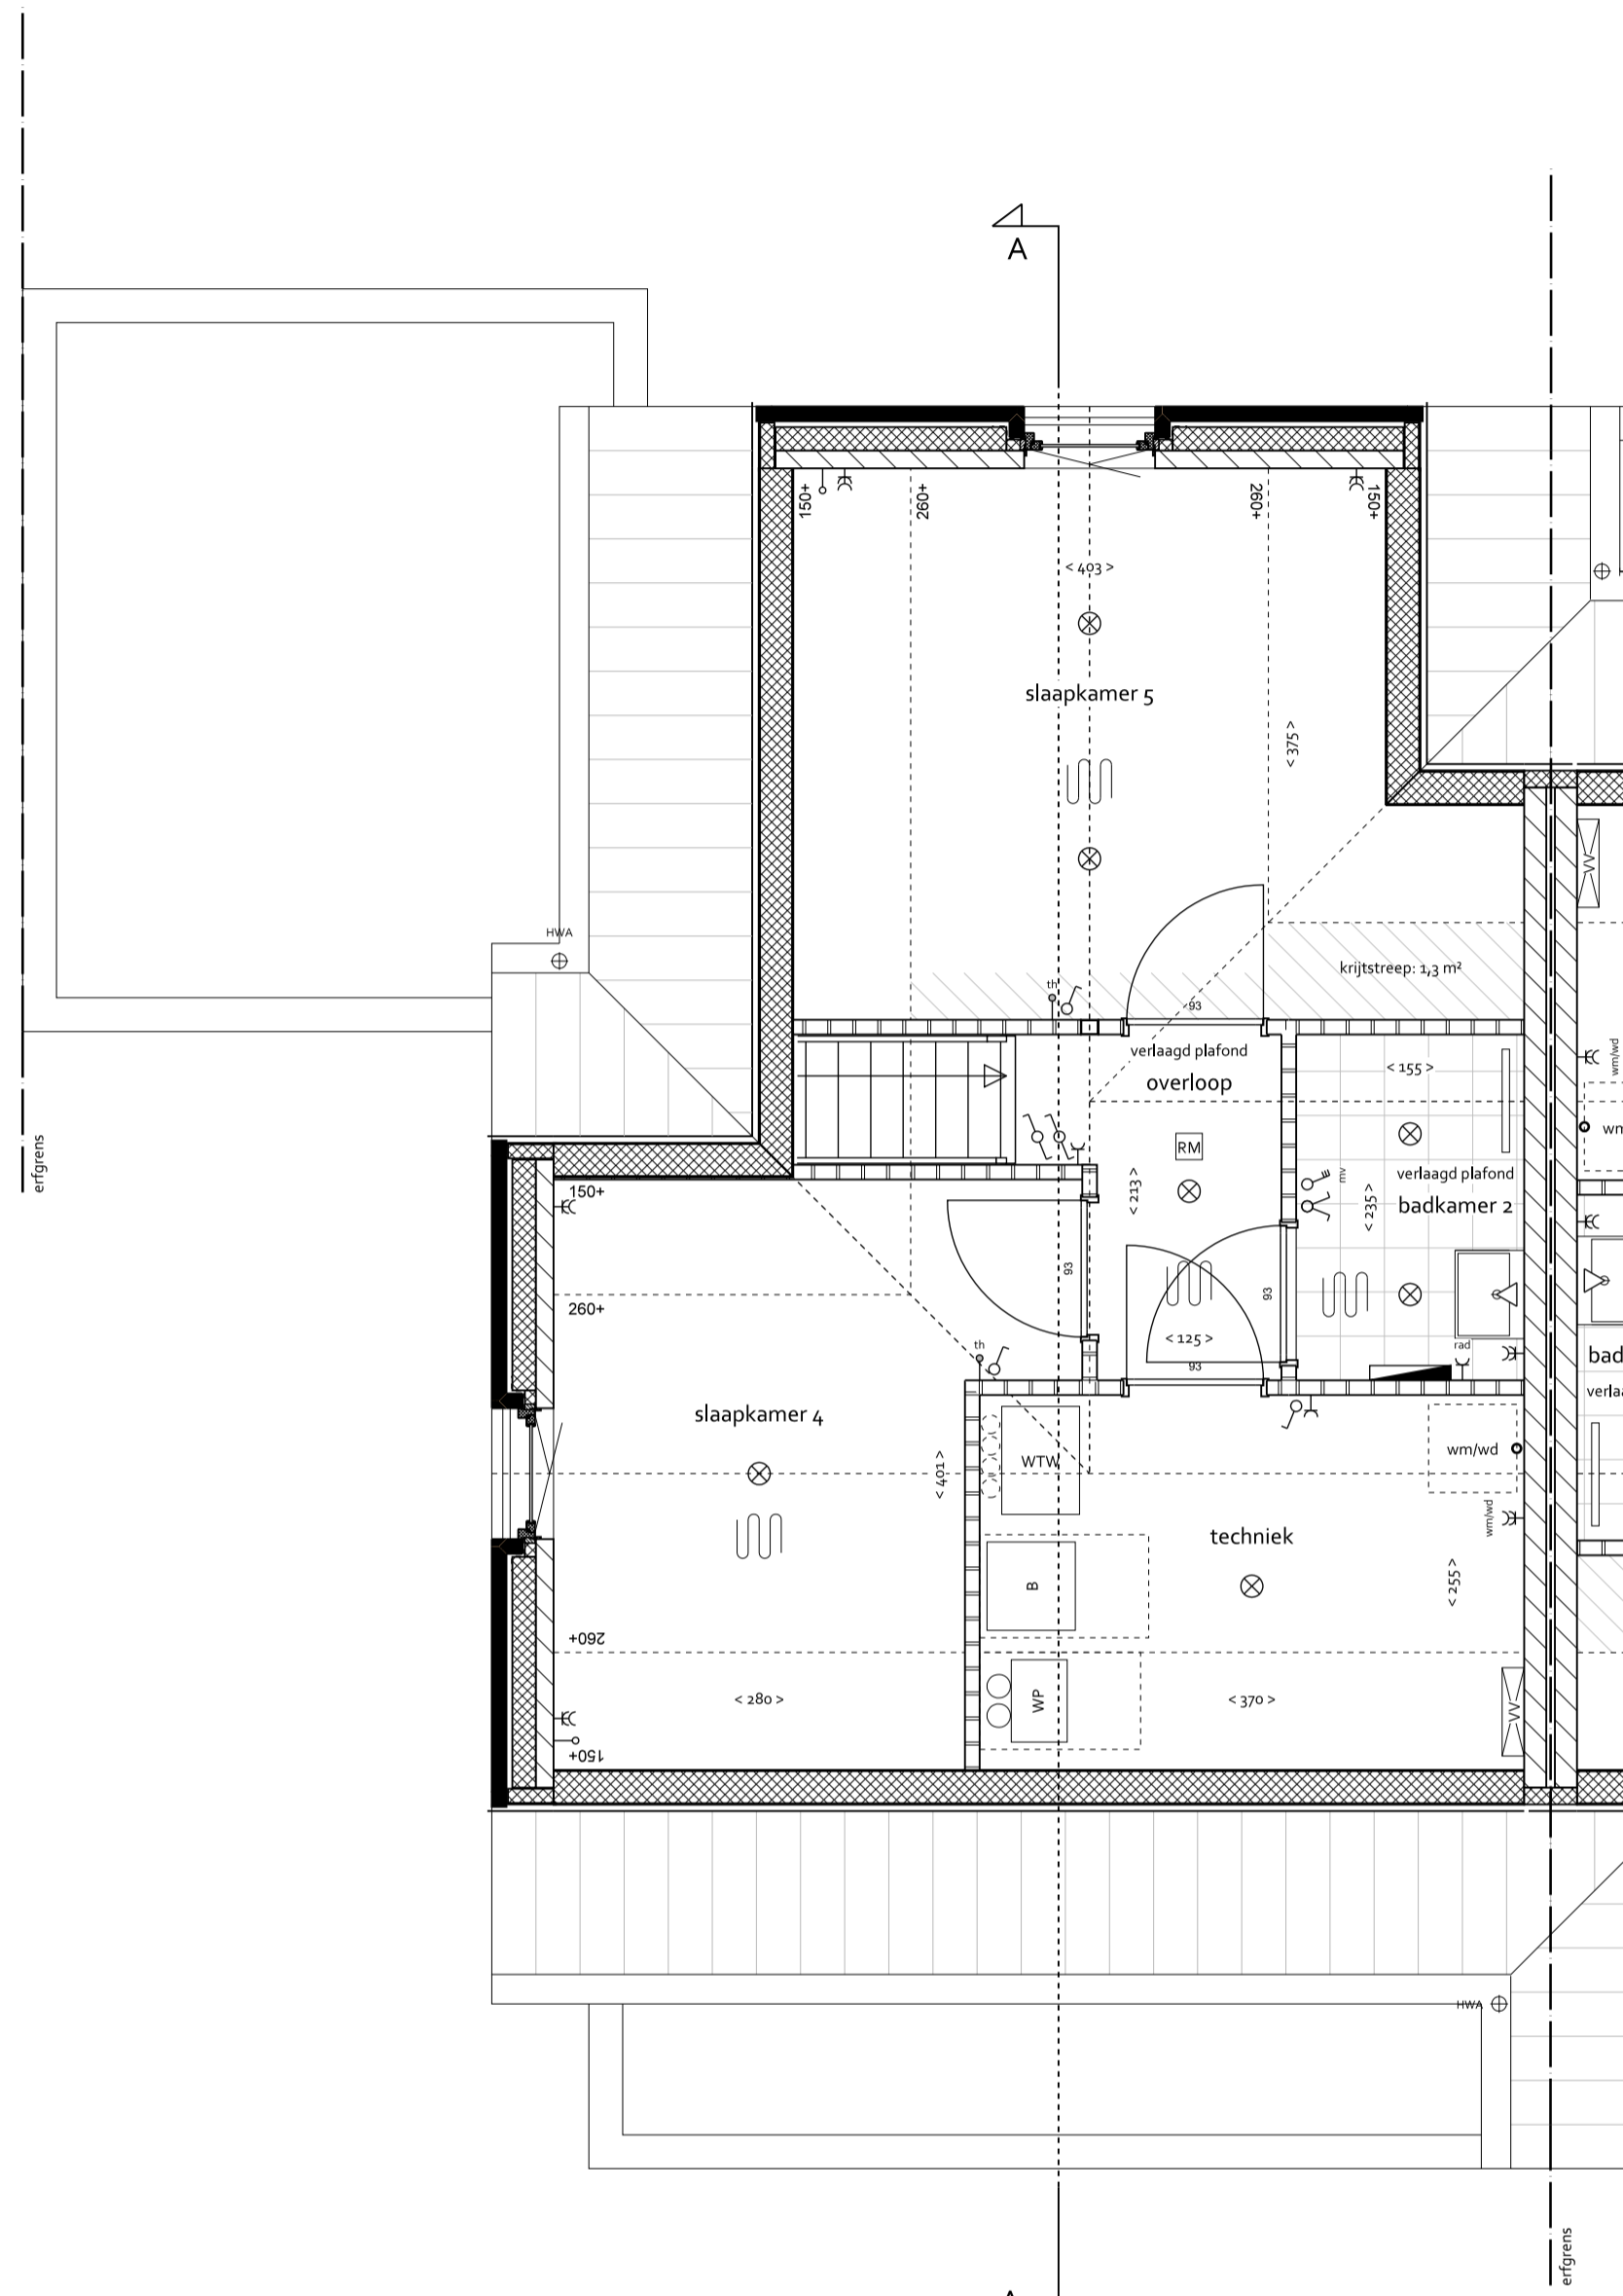 A
150+
260+
260+
150+
< 403 >
slaapkamer 5
< 375 >
HWA
krijtstreep: 1,3 m²
th
93
verlaagd plafond
overloop
< 155 >
wm/wd
erfgrens
RM
mv
verlaagd plafond
badkamer 2
< 213 >
< 235 >
150+
260+
93
93
< 125 >
93
th
rad
slaapkamer 4
< 401 >
WTW
wm/wd
wm/wd
techniek
B
< 255 >
260+
< 280 >
WP
< 370 >
150+
HWA
erfgrens